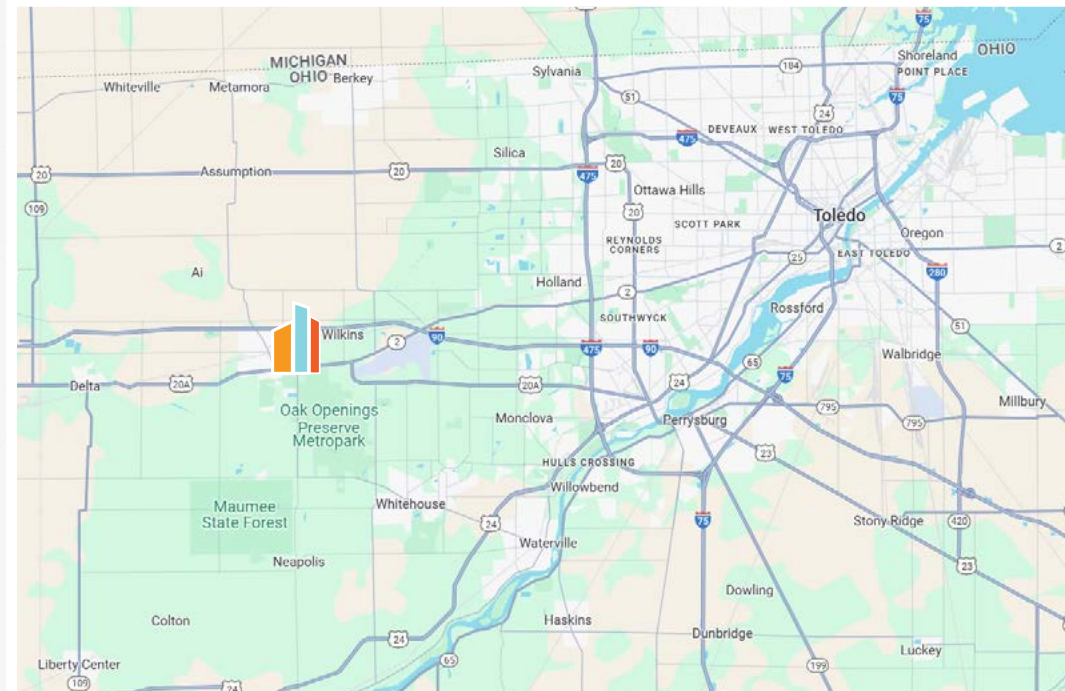 75
OHIO
Shoreland
POINT PLACE
MICHIGAN
OHIO
Berkey
Sylvania
184
Whiteville
Metamora
51
75
24
DEVEAUX
WEST TOLEDO
475
Silica
20
Assumption
20
20
475
Ottawa Hills
109
20
SCOTT PARK
Toledo
Oregon
REYNOLDS
CORNERS
25
EAST TOLEDO
2
Ai
280
Holland
2
Rossford
SOUTHWYCK
51
Wilkins
2
90
475
90
65
Walbridge
Delta
20A
20A
24
75
Millbury
Oak Openings
Preserve
Metropark
Monclova
Perrysburg
795
795
23
HULLS CROSSING
Willowbend
Maumee
State Forest
Whitehouse
24
75
Stony Ridge
420
Waterville
Neapolis
23
Dowling
Colton
Haskins
24
Dunbridge
Luckey
Liberty Center
65
199
109
24